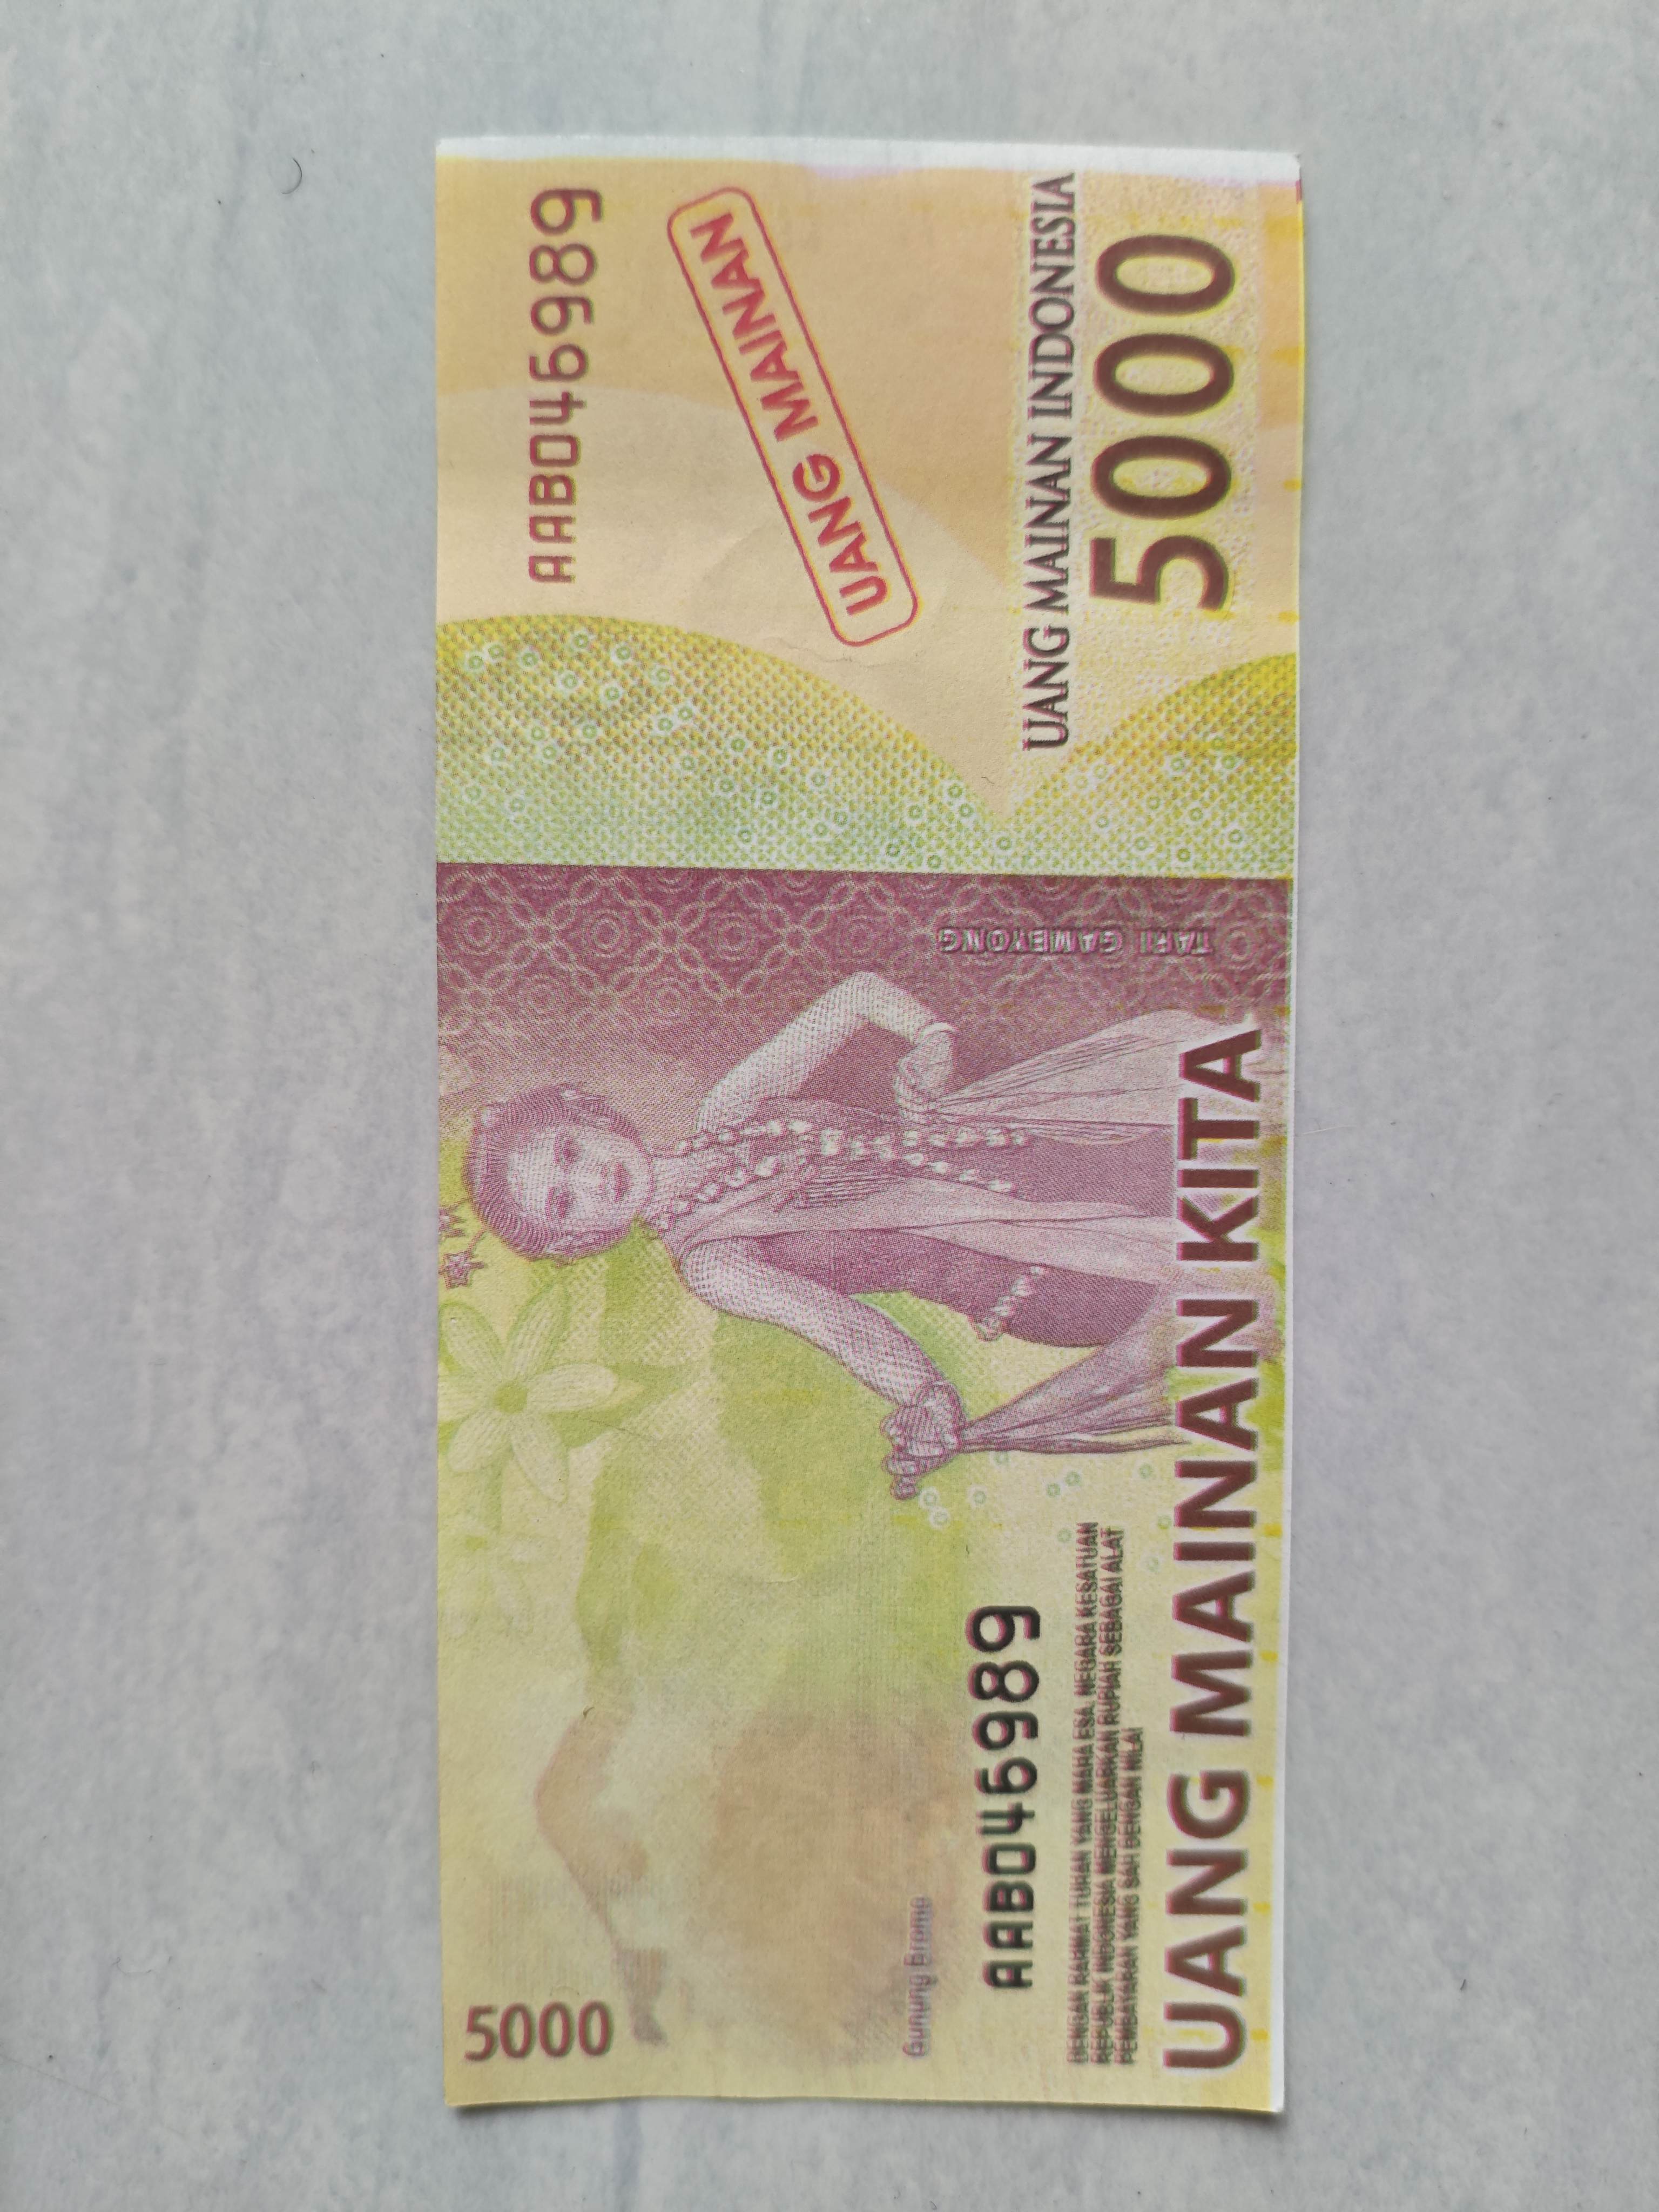 5000
AAB046989
UANG MAINAN
Gunung Bromo
TARI GAMBYONG
AAB046989
DENGAN RAHMAT TUHAN YANG MAHA ESA, NEGARA KESATUAN
REPUBLIK INDONESIA MENGELUARKAN RUPIAH SEBAGAI ALAT
PEMBAYARAN YANG SAH DENGAN NILAI
UANG MAINAN KITA
UANG MAINAN INDONESIA
5000